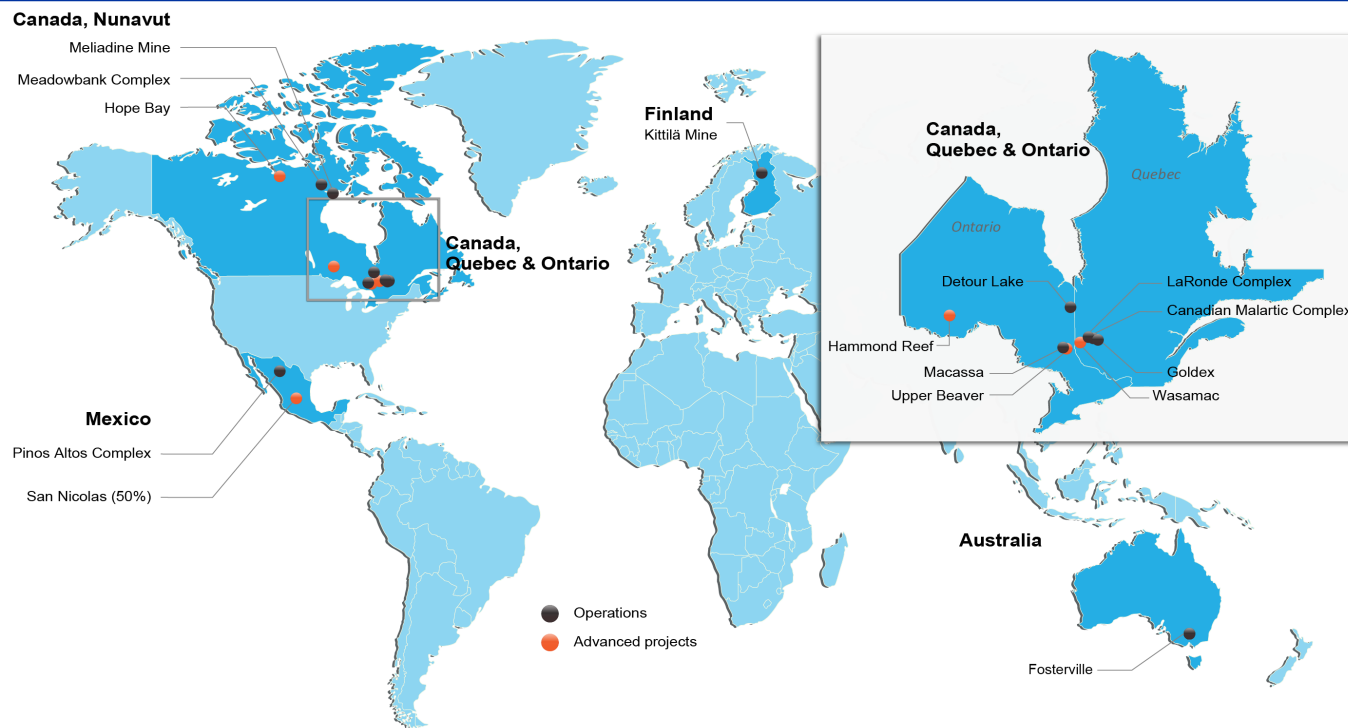 Canada, Nunavut
Meliadine Mine
Meadowbank Complex
Hope Bay
Finland
Kittilä Mine
Canada,
Quebec & Ontario
Mexico
Pinos Altos Complex
San Nicolas (50%)
Operations
Advanced projects
Canada,
Quebec & Ontario
Quebec
Ontario
Detour Lake
LaRonde Complex
Canadian Malartic Complex
Hammond Reef
Macassa
Goldex
Upper Beaver
Wasamac
Australia
Fosterville